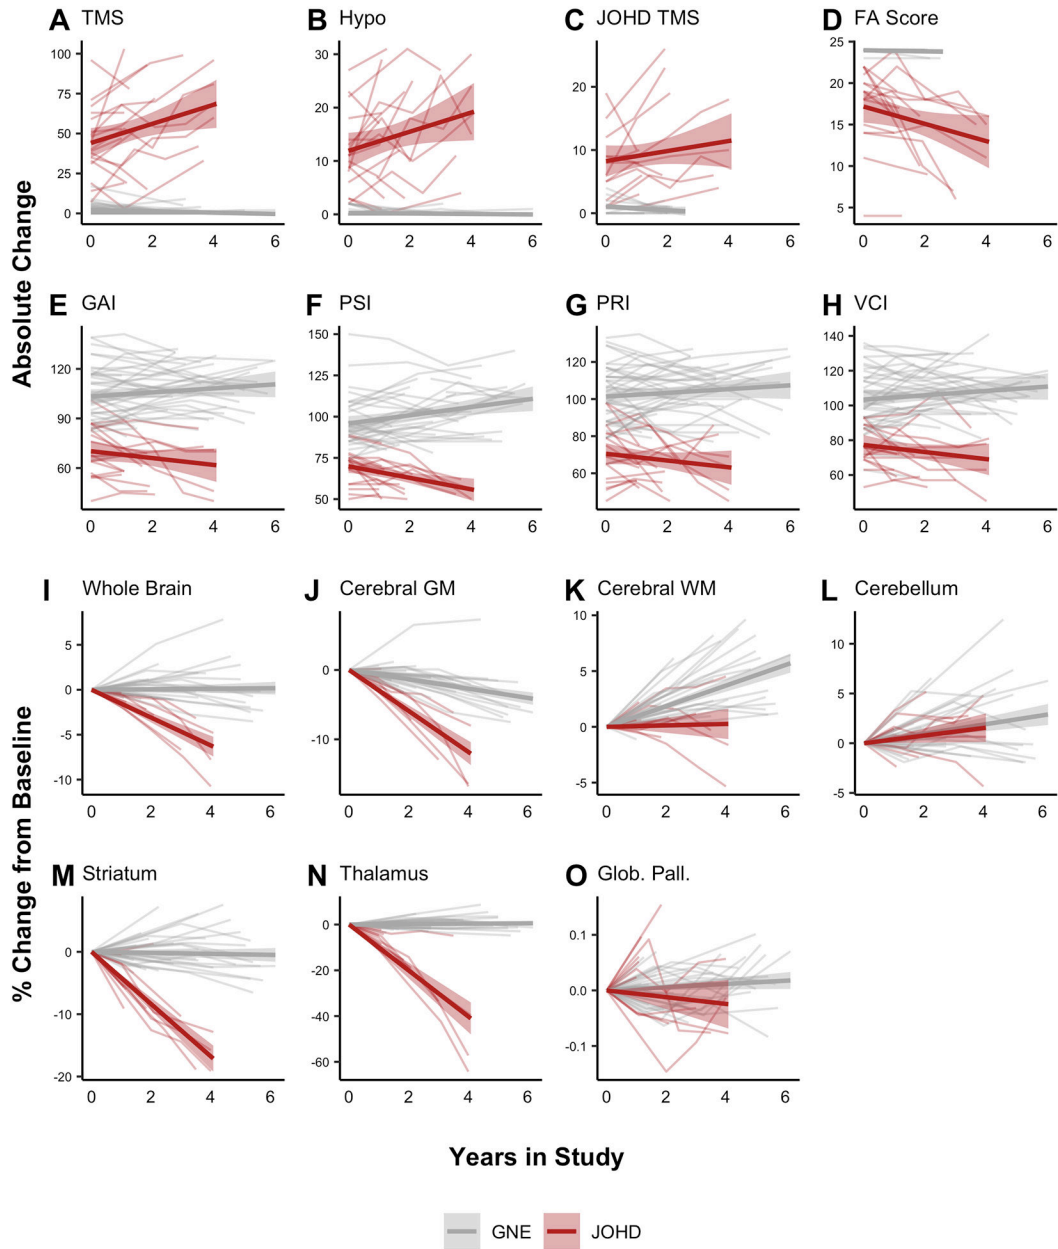 A TMS
B Hypo
C JOHD TMS
D FA Score
100
75
50
25
0
0 2 4 6
30
20
10
0
0 2 4 6
20
10
0
0 2 4 6
25
20
15
10
5
0 2 4 6
Absolute Change
E GAI
F PSI
G PRI
H VCI
120
90
60
0 2 4 6
150
125
100
75
50
0 2 4 6
120
100
80
60
0 2 4 6
140
120
100
80
60
0 2 4 6
I Whole Brain
J Cerebral GM
K Cerebral WM
L Cerebellum
5
0
-5
-10
0 2 4 6
0
-10
0 2 4 6
10
5
0
-5
0 2 4 6
10
5
0
-5
0 2 4 6
% Change from Baseline
M Striatum
N Thalamus
O Glob. Pall.
0
-10
-20
0 2 4 6
0
-20
-40
-60
0 2 4 6
0.1
0.0
-0.1
0 2 4 6
Years in Study
GNE JOHD